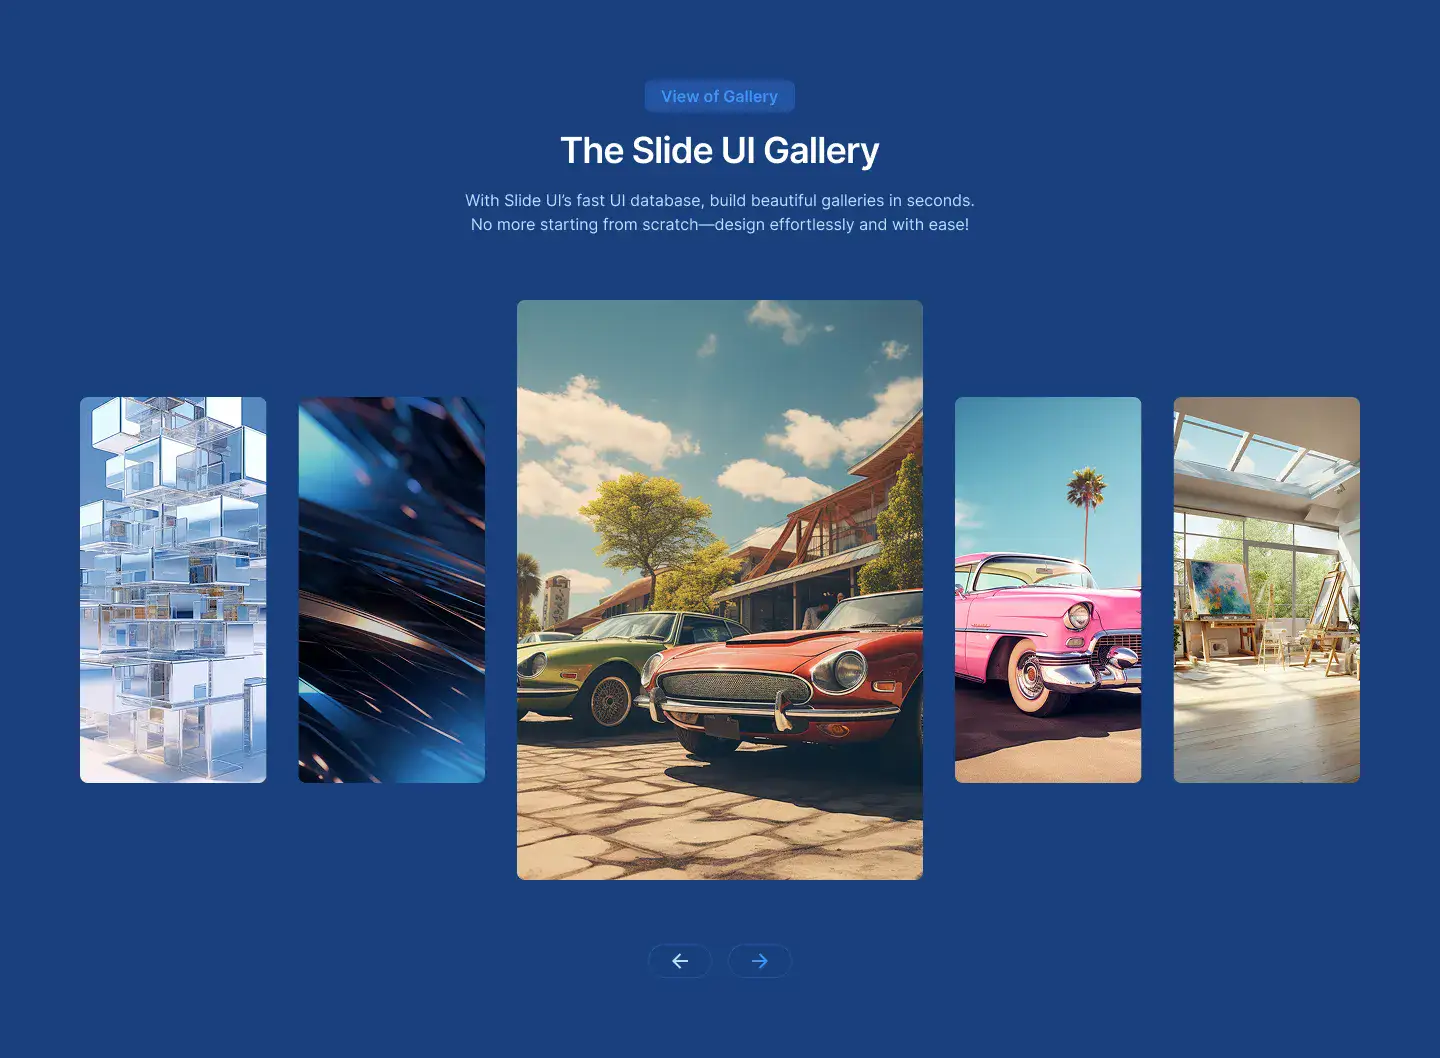 View of Gallery
The Slide UI Gallery
With Slide UI’s fast UI database, build beautiful galleries in seconds.
No more starting from scratch—design effortlessly and with ease!